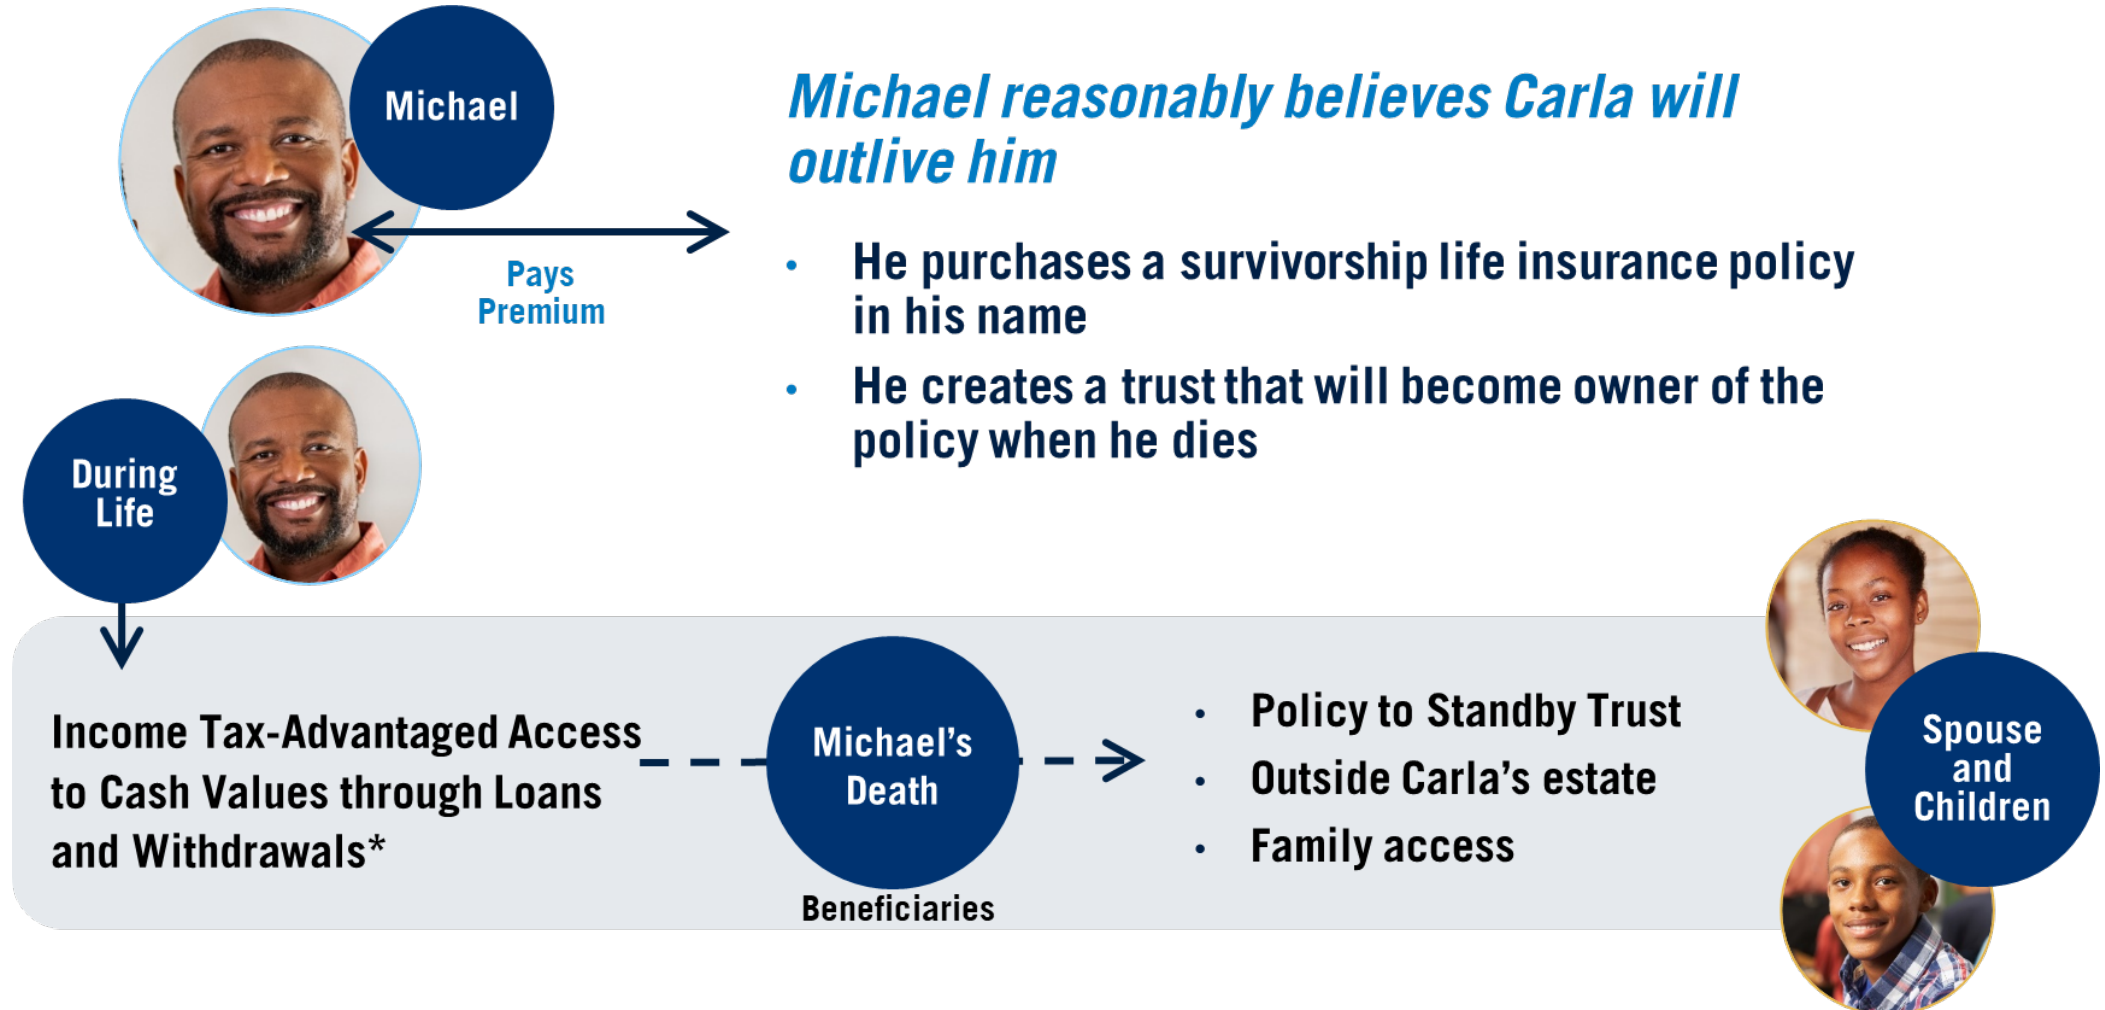 Michael
Michael reasonably believes Carla will
outlive him
Pays
Premium
• He purchases a survivorship life insurance policy
in his name
• He creates a trust that will become owner of the
policy when he dies
During
Life
Income Tax-Advantaged Access
to Cash Values through Loans
and Withdrawals*
Michael’s
Death
Beneficiaries
• Policy to Standby Trust
• Outside Carla’s estate
• Family access
Spouse
and
Children